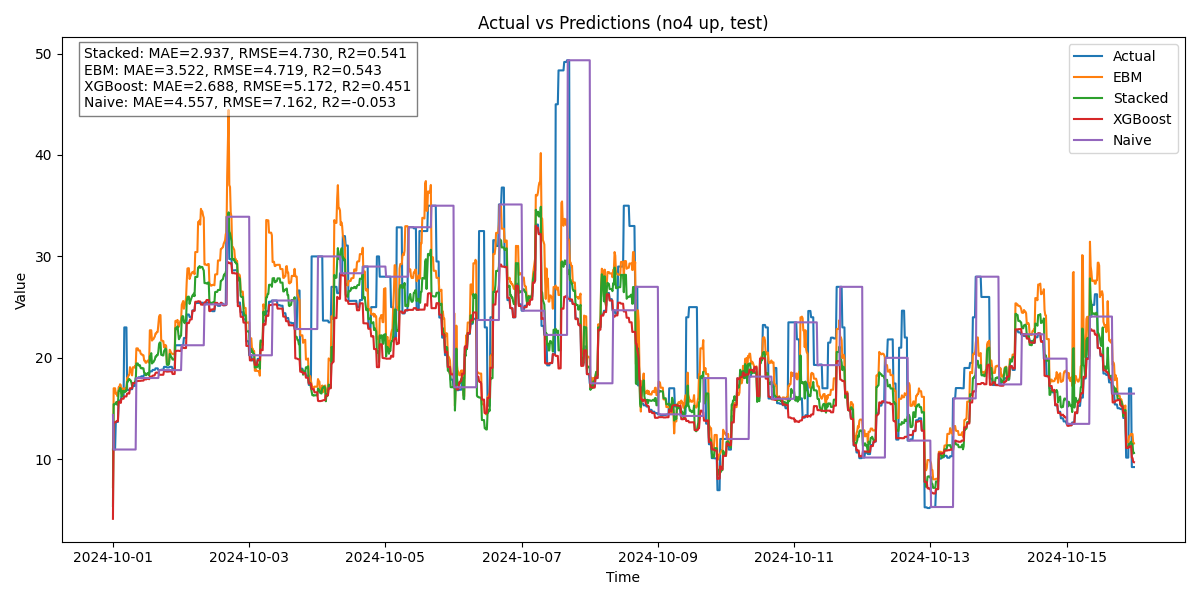 Actual vs Predictions (no4 up, test)
Stacked: MAE=2.937, RMSE=4.730, R2=0.541
EBM: MAE=3.522, RMSE=4.719, R2=0.543
XGBoost: MAE=2.688, RMSE=5.172, R2=0.451
Naive: MAE=4.557, RMSE=7.162, R2=-0.053
Actual
EBM
Stacked
XGBoost
Naive
Value
50
40
30
20
10
2024-10-01
2024-10-03
2024-10-05
2024-10-07
2024-10-09
2024-10-11
2024-10-13
2024-10-15
Time